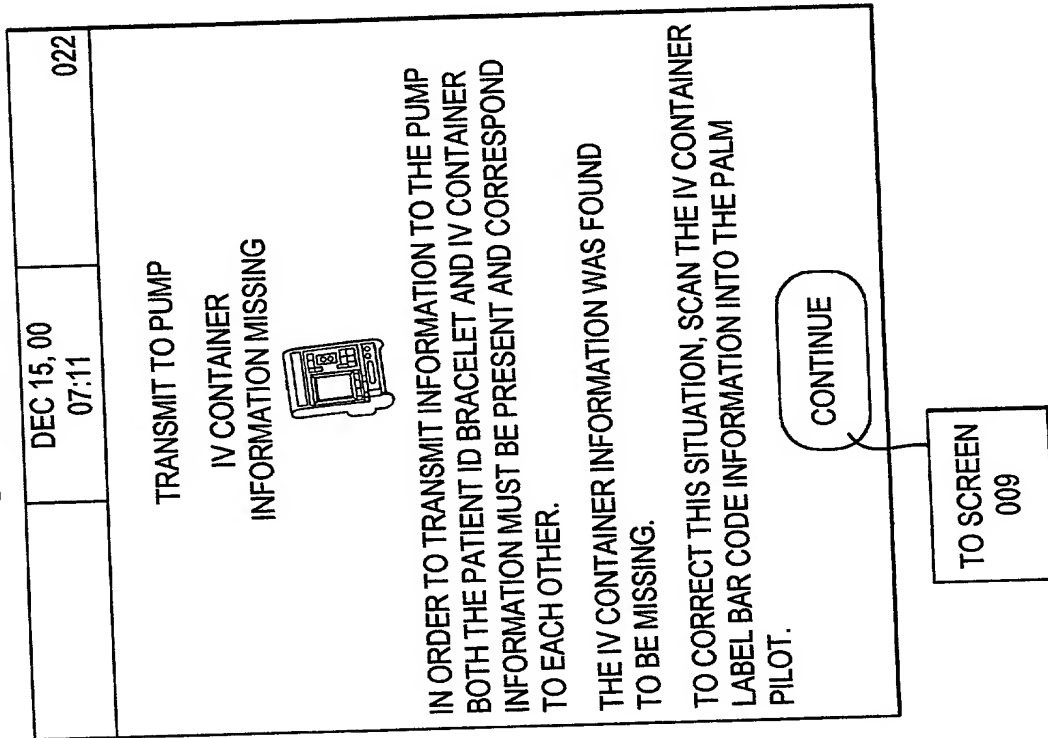 DEC 15, 00
07:11
022
TRANSMIT TO PUMP
IV CONTAINER
INFORMATION MISSING
IN ORDER TO TRANSMIT INFORMATION TO THE PUMP
BOTH THE PATIENT ID BRACELET AND IV CONTAINER
INFORMATION MUST BE PRESENT AND CORRESPOND
TO EACH OTHER.
THE IV CONTAINER INFORMATION WAS FOUND
TO BE MISSING.
TO CORRECT THIS SITUATION, SCAN THE IV CONTAINER
LABEL BAR CODE INFORMATION INTO THE PALM
PILOT.
CONTINUE
TO SCREEN
009